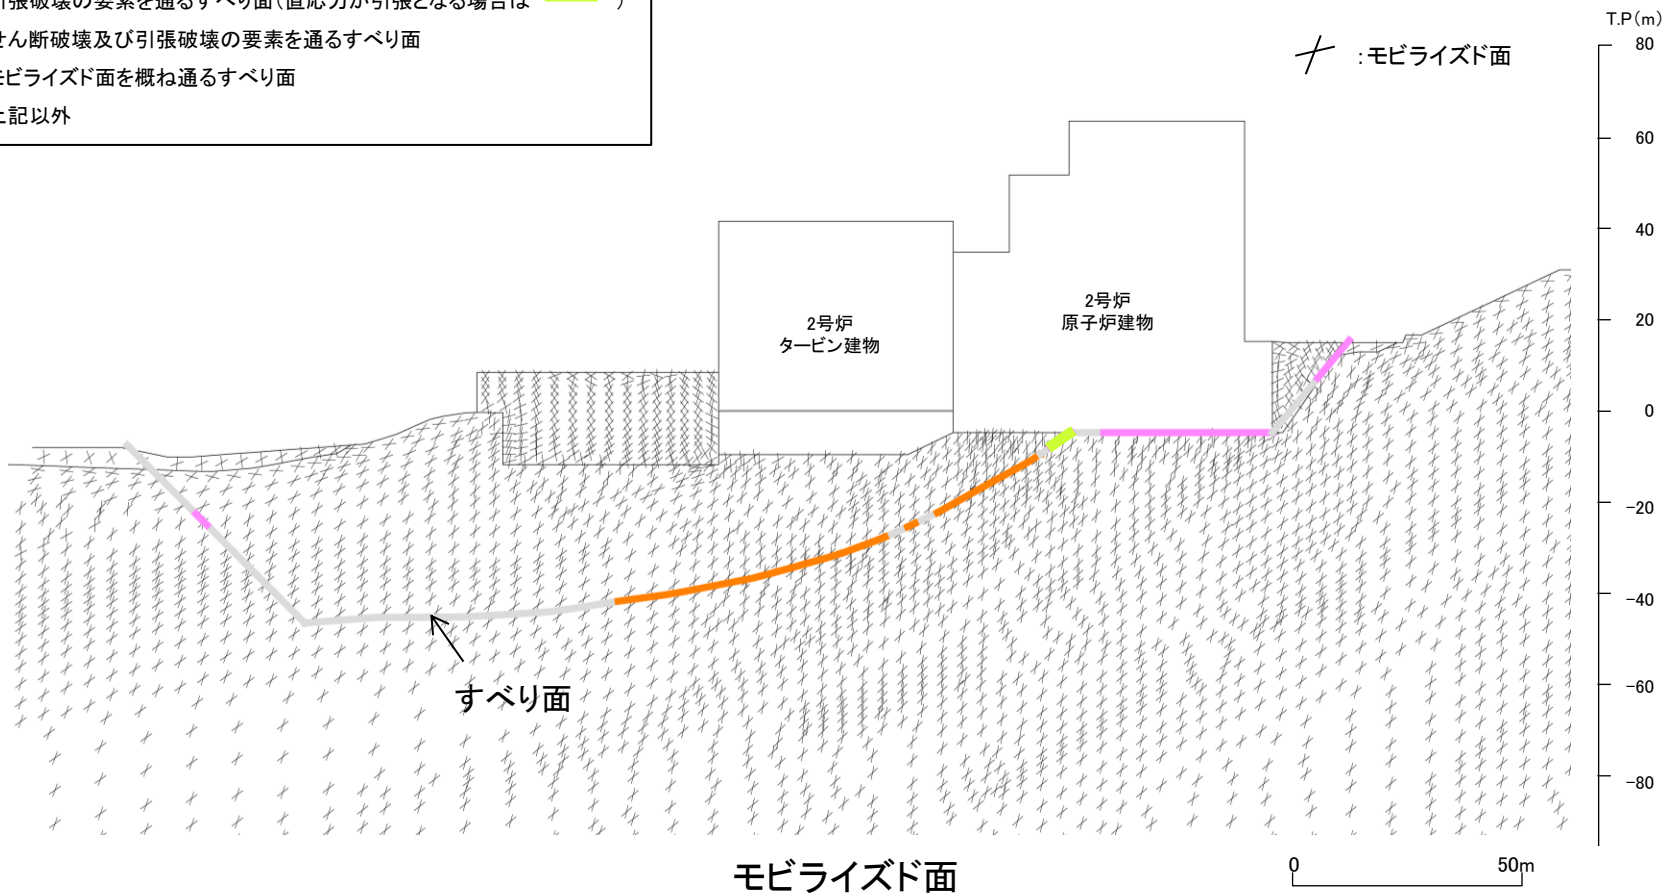 引張破壊の要素を通るすべり面（直応力が引張となる場合は　　　）
せん断破壊及び引張破壊の要素を通るすべり面
モビライズド面を概ね通るすべり面
上記以外
：モビライズド面
T.P（m）
80
60
40
20
0
−20
−40
−60
−80
2号炉
タービン建物
2号炉
原子炉建物
すべり面
モビライズド面
0 50m